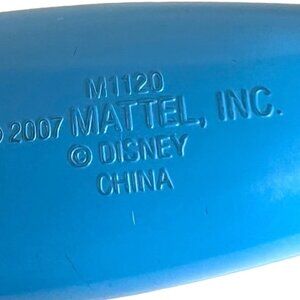 M1120
© 2007 MATTEL, INC.
© DISNEY
CHINA